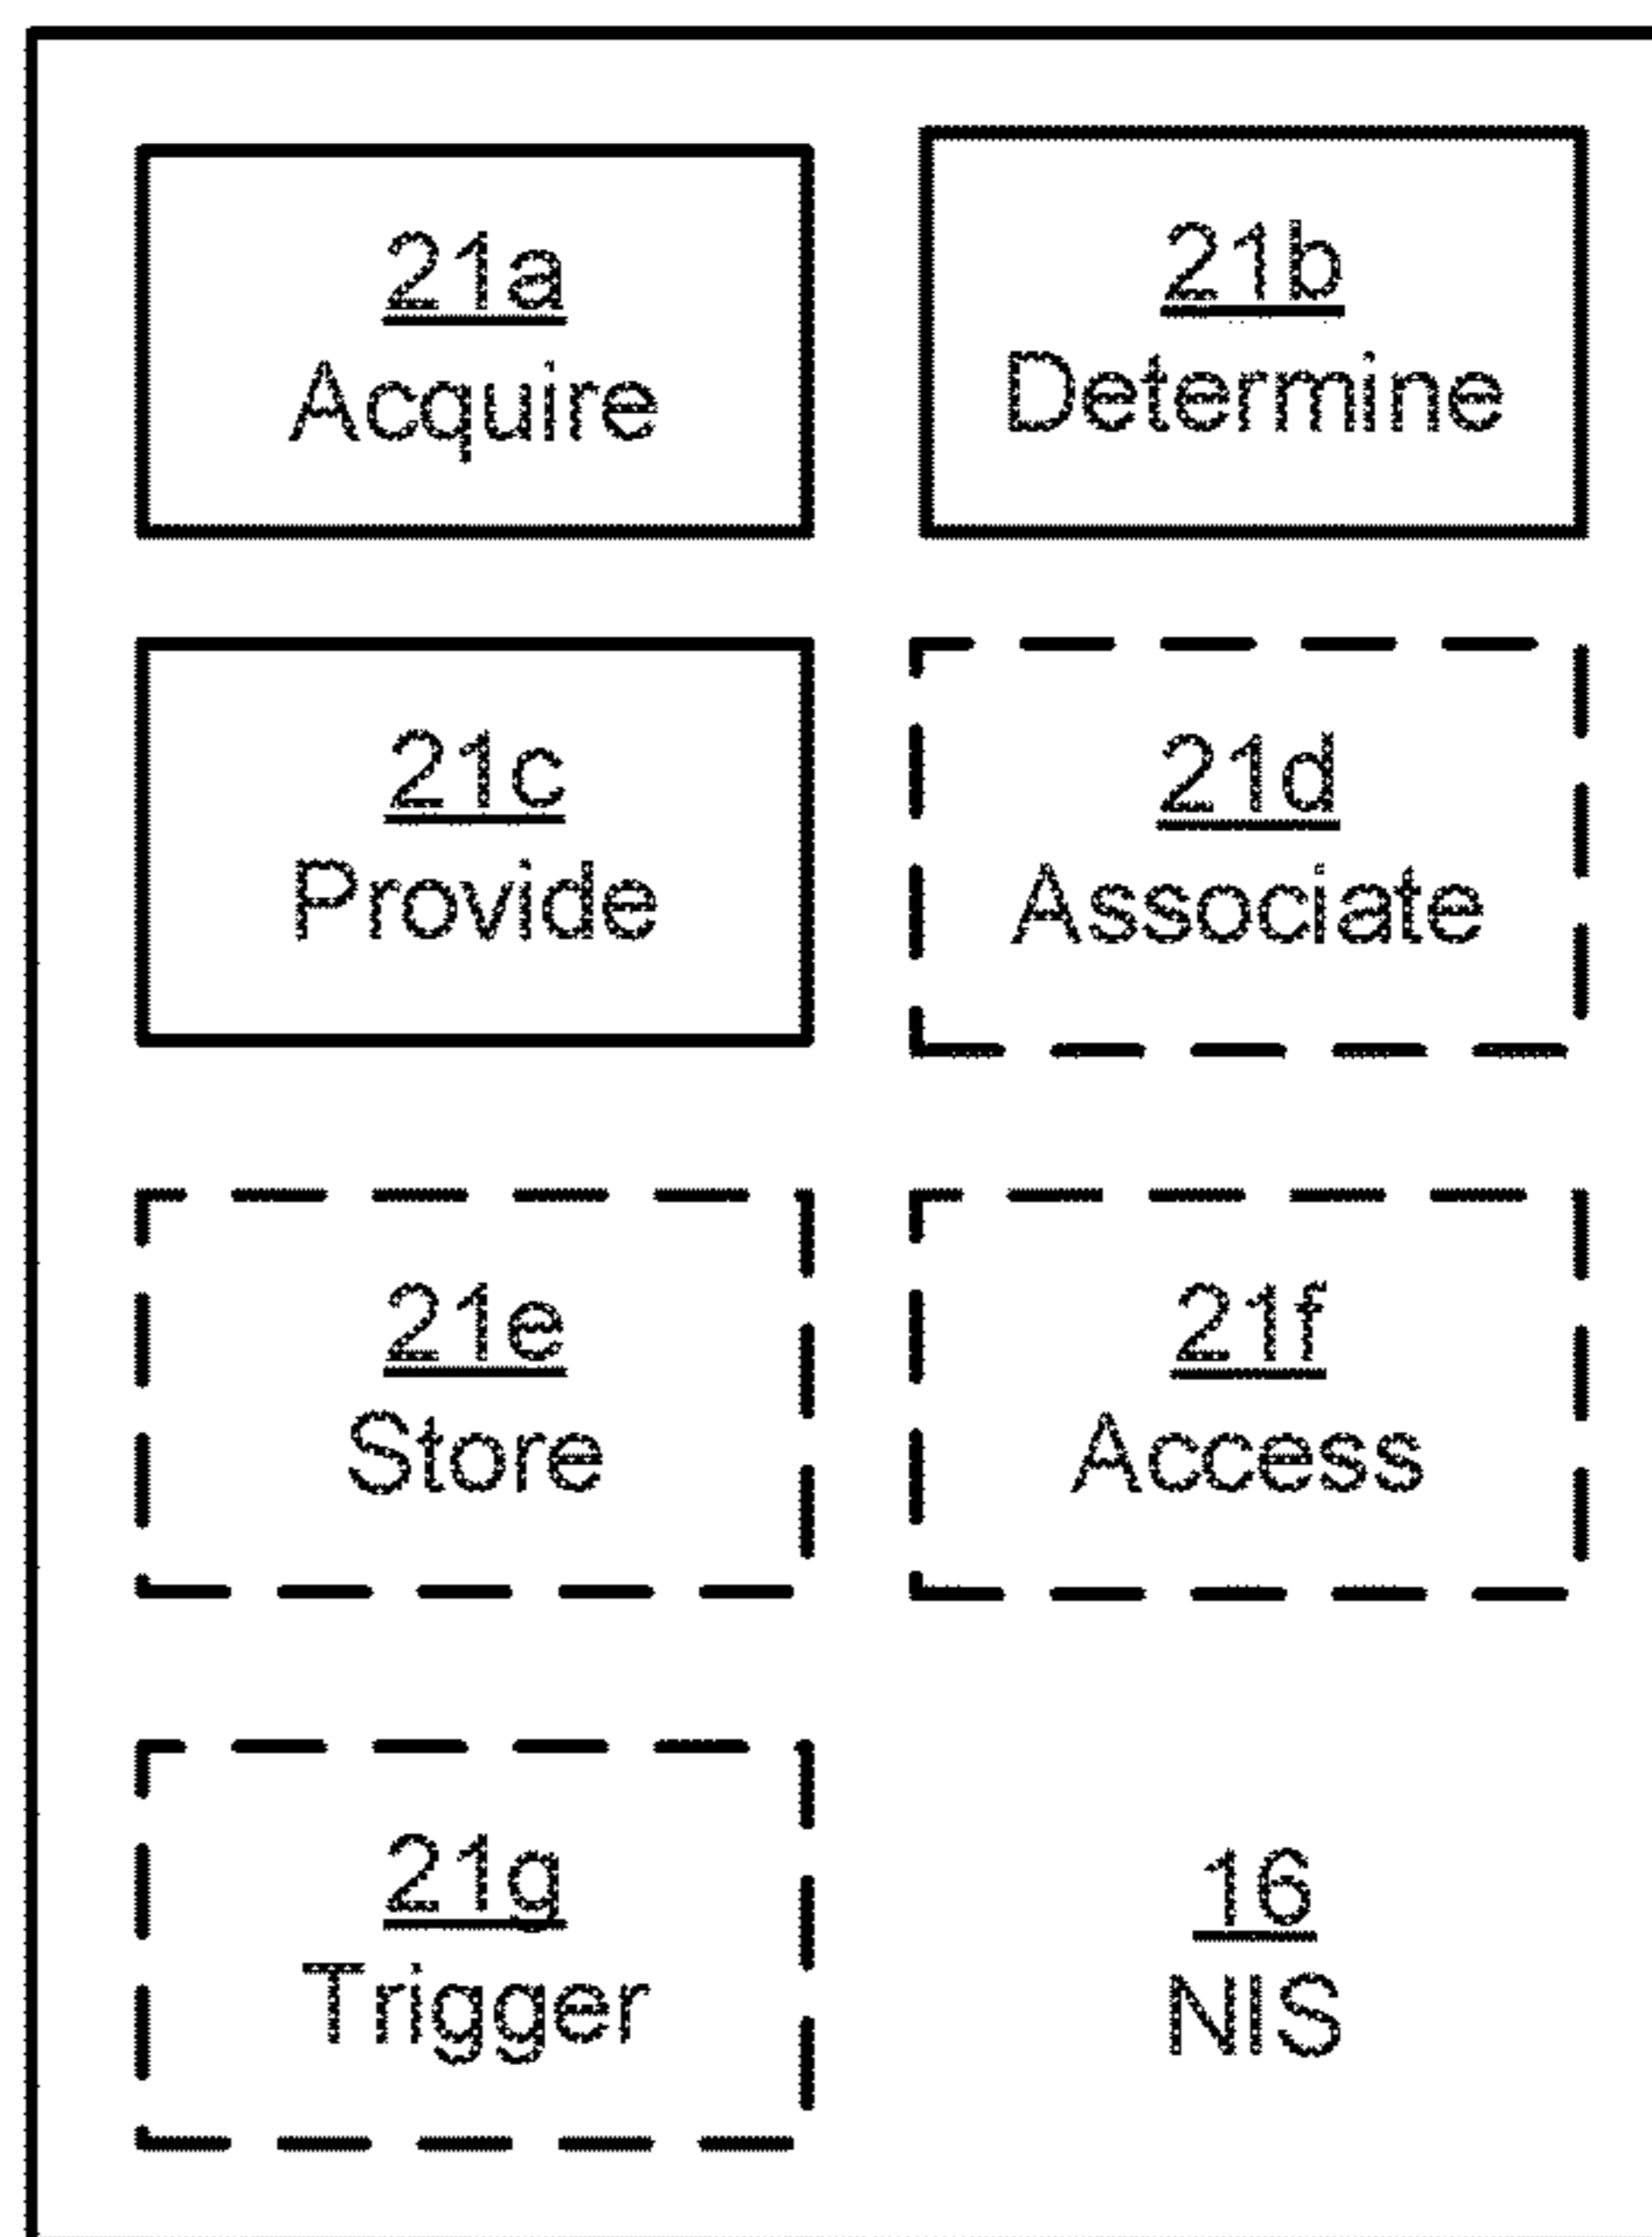 21a
Acquire
21b
Determine
21c
Provide
21d
Associate
21e
Store
21f
Access
21g
Trigger
16
NIS